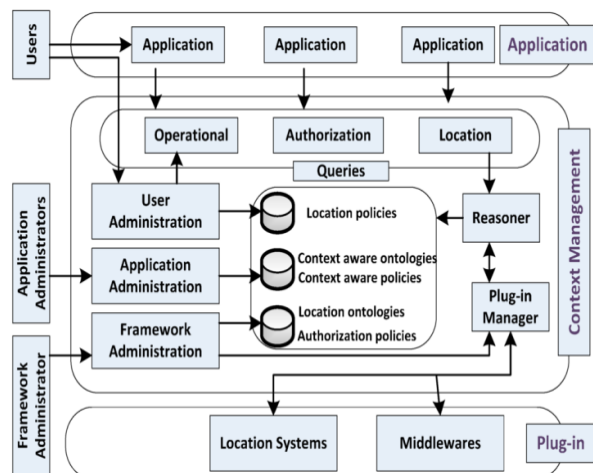 Users
Application
Application
Application
Application
Operational
Authorization
Location
Queries
User
Administration
Location policies
Reasoner
Context Management
Application
Administrators
Application
Administration
Context aware ontologies
Context aware policies
Plug-in
Manager
Framework
Administration
Location ontologies
Authorization policies
Framework
Administrator
Location Systems
Middlewares
Plug-in